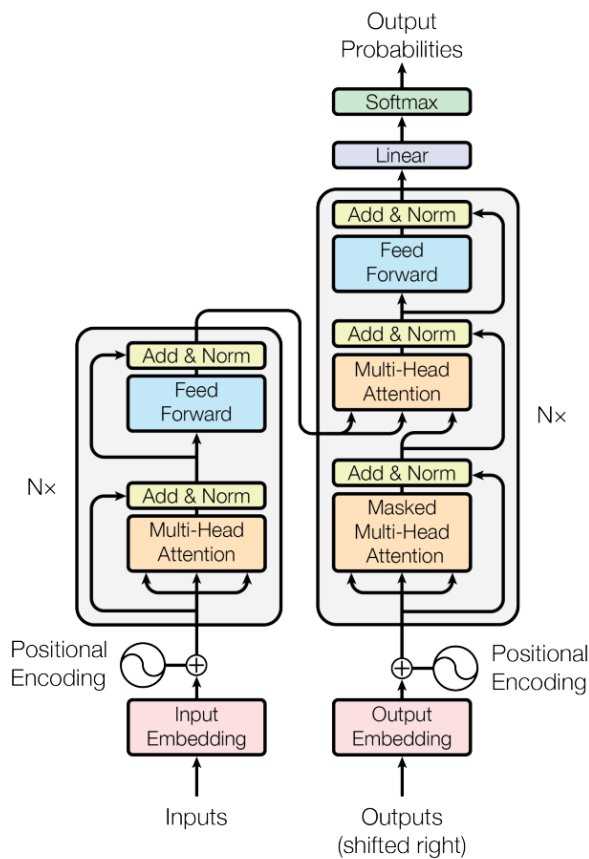 Output
Probabilities
Softmax
Linear
Add & Norm
Feed
Forward
Add & Norm
Multi-Head
Attention
Add & Norm
Masked
Multi-Head
Attention
N×
Add & Norm
Feed
Forward
Add & Norm
Multi-Head
Attention
N×
Positional
Encoding
Positional
Encoding
Input
Embedding
Output
Embedding
Inputs
Outputs
(shifted right)